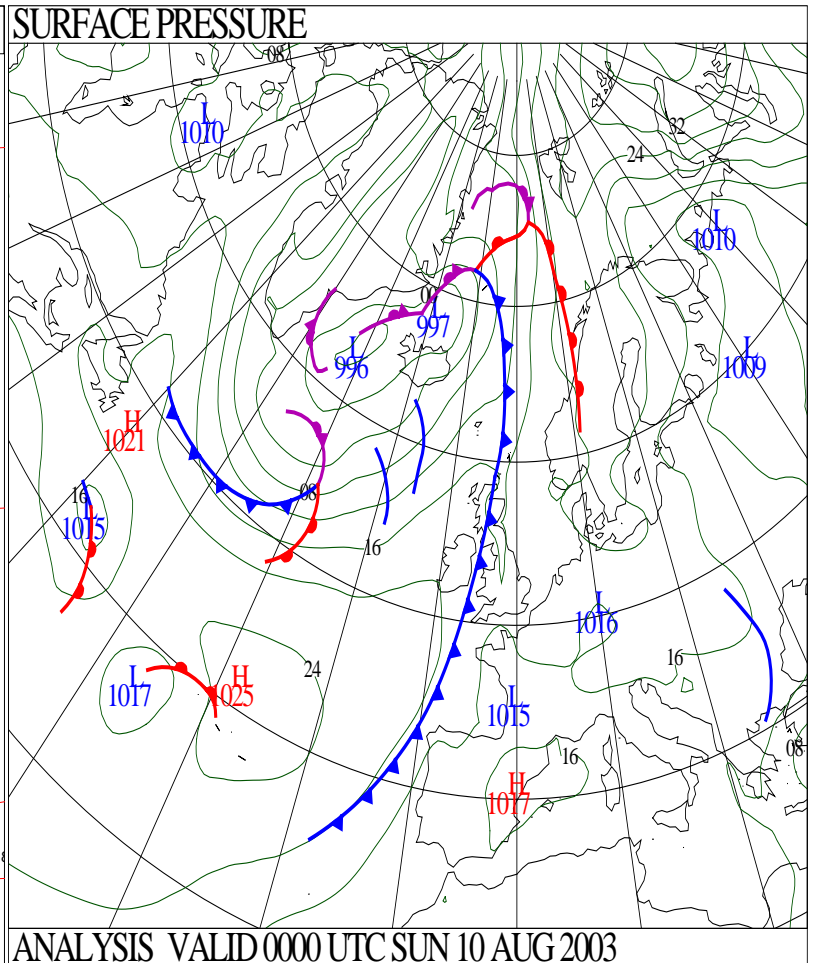 SURFACE PRESSURE
08
L
1010
32
24
L
1010
00
L
997
L
996
L
1009
H
1021
16
08
L
1015
16
L
1016
16
24
L
1017
H
1025
L
1015
08
16
H
1017
ANALYSIS VALID 0000 UTC SUN 10 AUG 2003